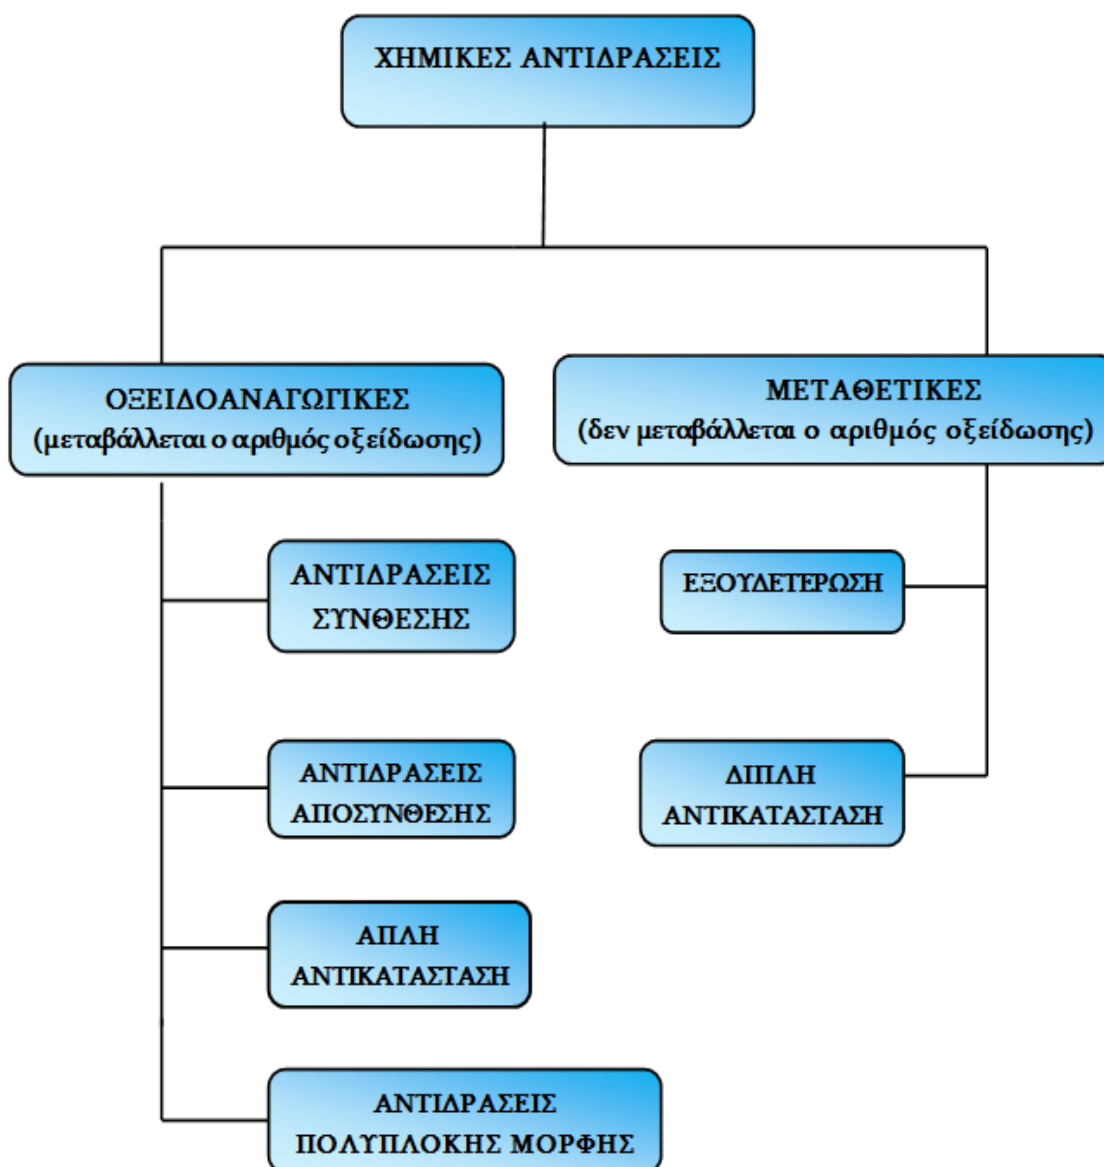 ΧΗΜΙΚΕΣ ΑΝΤΙΔΡΑΣΕΙΣ
ΟΞΕΙΔΟΑΝΑΓΩΓΙΚΕΣ
(μεταβάλλεται ο αριθμός οξείδωσης)
ΜΕΤΑΘΕΤΙΚΕΣ
(δεν μεταβάλλεται ο αριθμός οξείδωσης)
ΑΝΤΙΔΡΑΣΕΙΣ
ΣΥΝΘΕΣΗΣ
ΑΝΤΙΔΡΑΣΕΙΣ
ΑΠΟΣΥΝΘΕΣΗΣ
ΑΠΛΗ
ΑΝΤΙΚΑΤΑΣΤΑΣΗ
ΑΝΤΙΔΡΑΣΕΙΣ
ΠΟΛΥΠΛΟΚΗΣ ΜΟΡΦΗΣ
ΕΞΟΥΔΕΤΕΡΩΣΗ
ΔΙΠΛΗ
ΑΝΤΙΚΑΤΑΣΤΑΣΗ